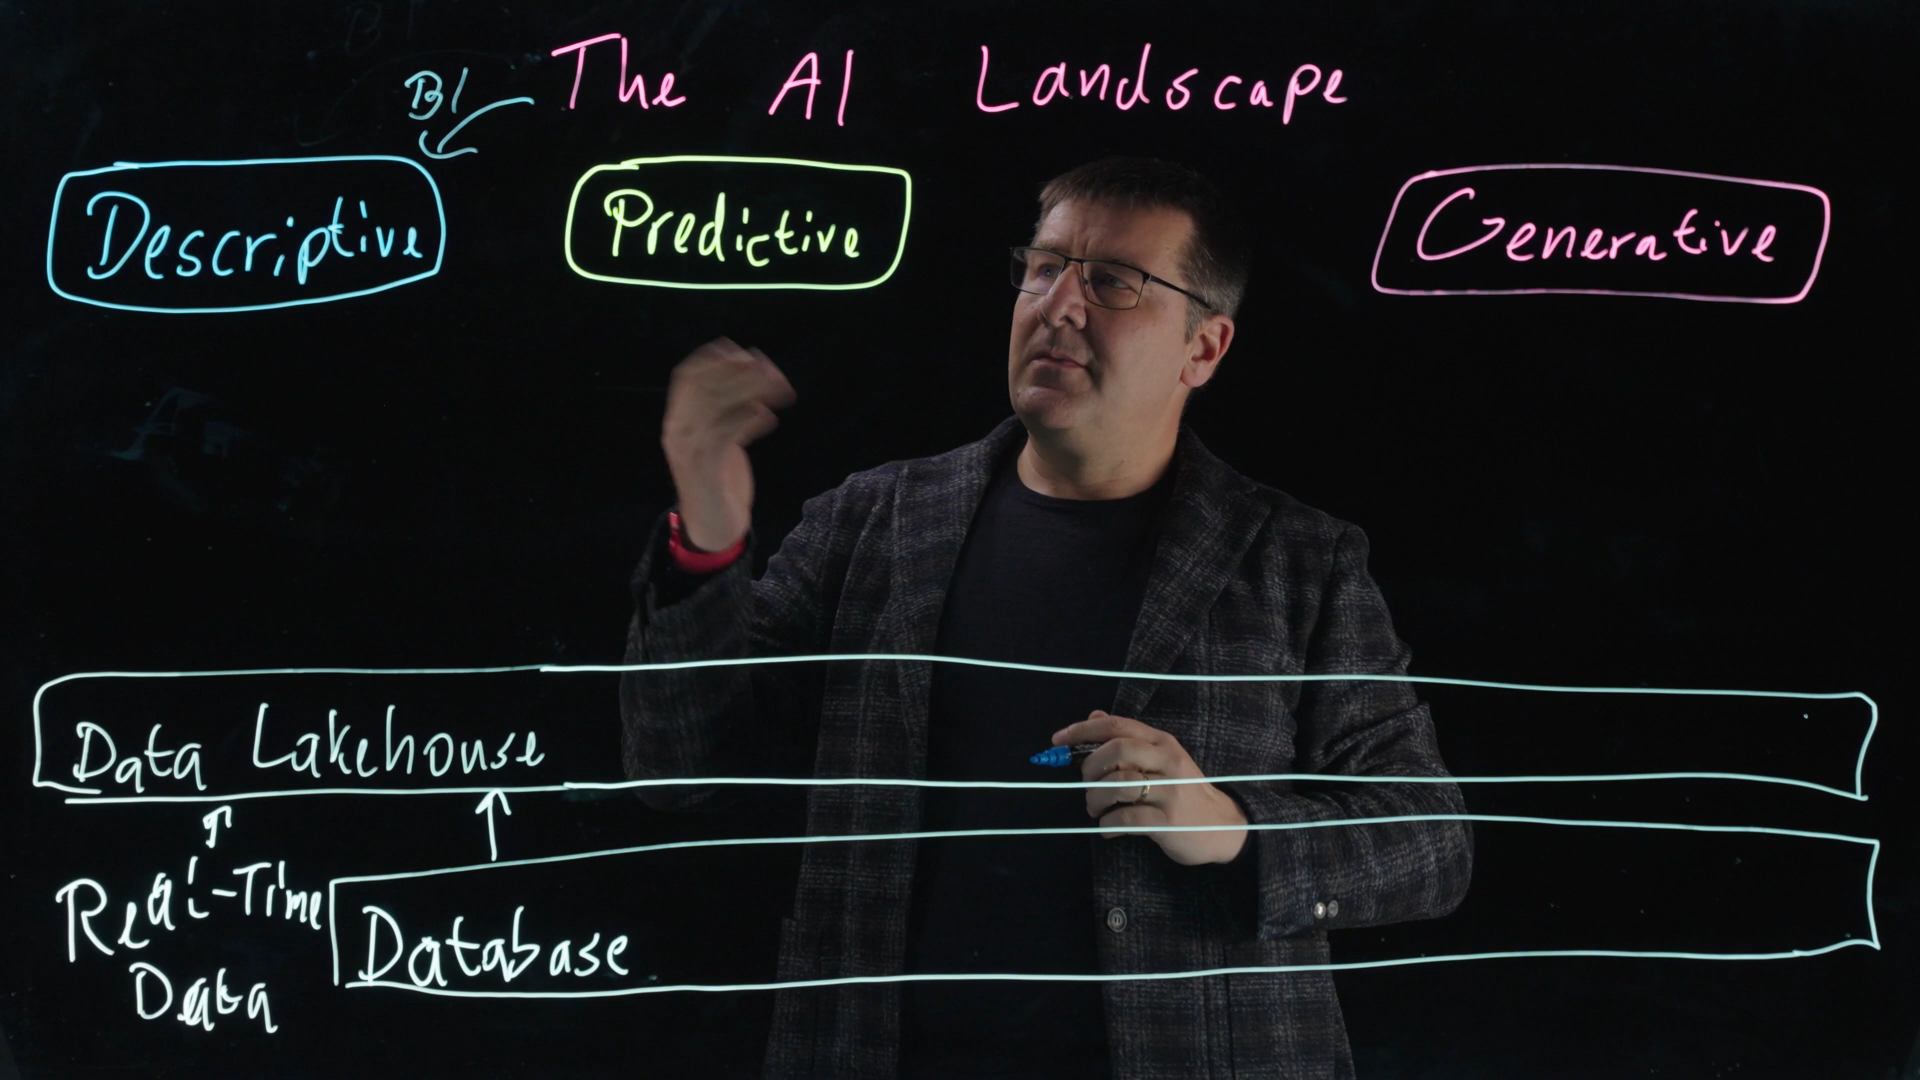 The AI Landscape
BI
Descriptive
Predictive
Generative
Data Lakehouse
Real-Time
Data
Database